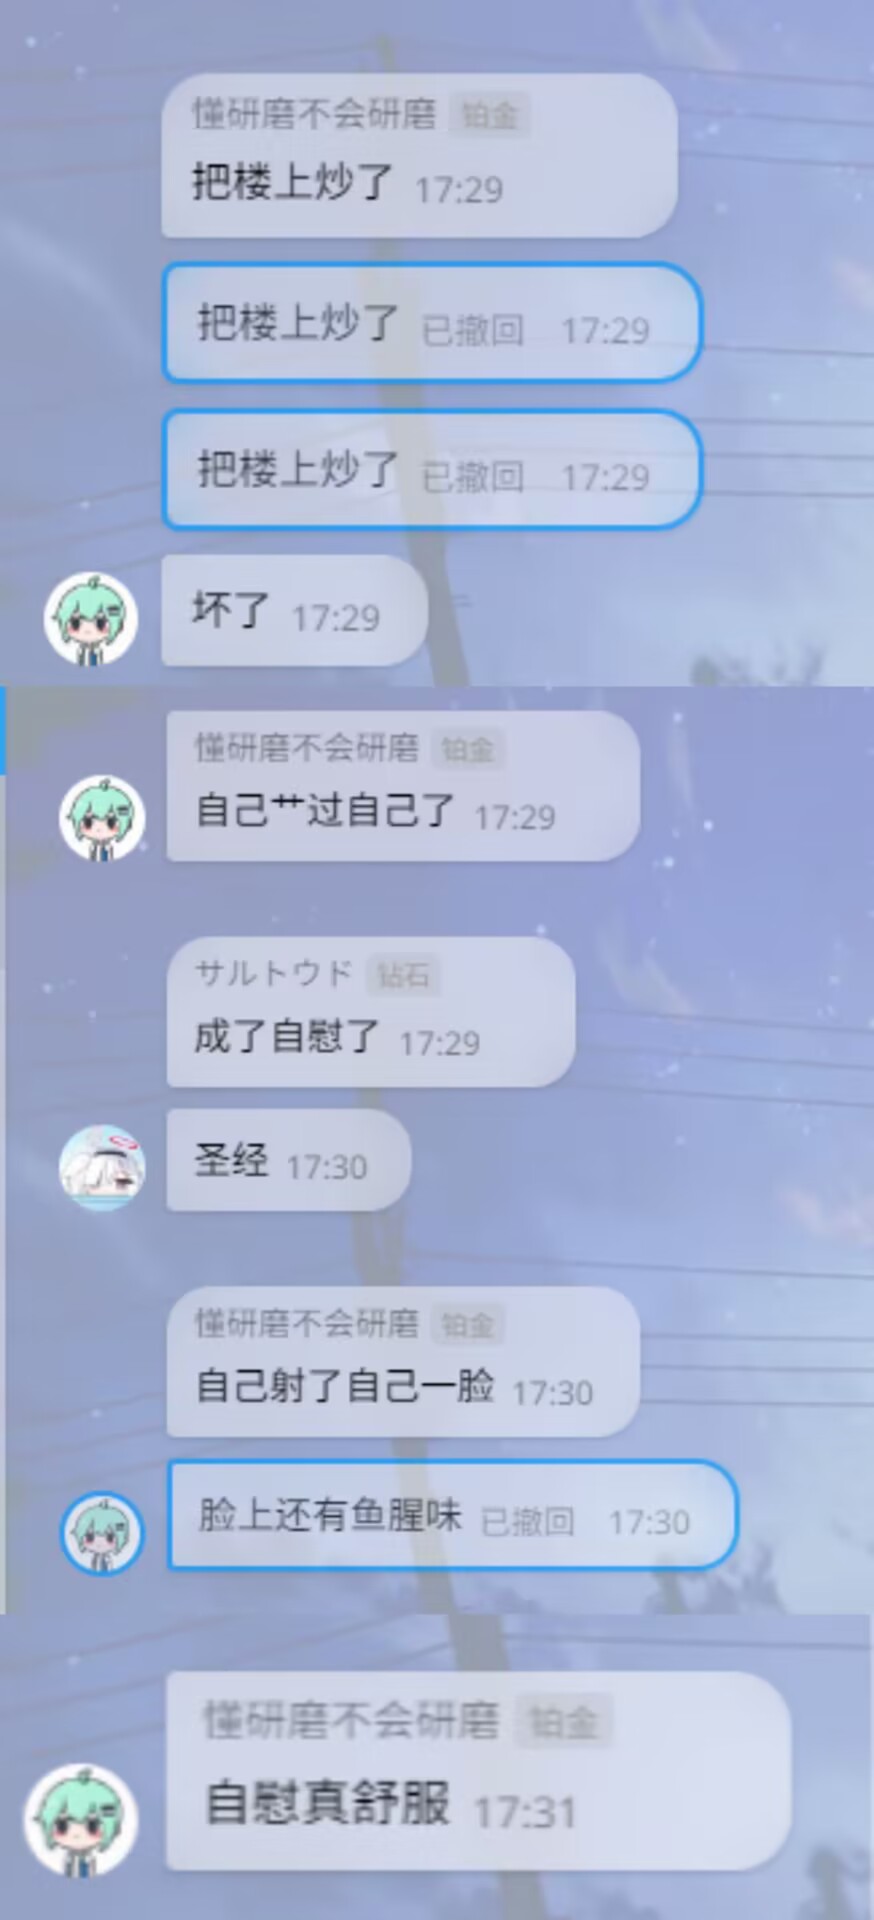 懂研磨不会研磨 铂金
把楼上炒了 17:29
把楼上炒了 已撤回 17:29
把楼上炒了 已撤回 17:29
坏了 17:29
懂研磨不会研磨 铂金
自己艹过自己了 17:29
サルトウド 钻石
成了自慰了 17:29
圣经 17:30
懂研磨不会研磨 铂金
自己射了自己一脸 17:30
脸上还有鱼腥味 已撤回 17:30
懂研磨不会研磨 铂金
自慰真舒服 17:31